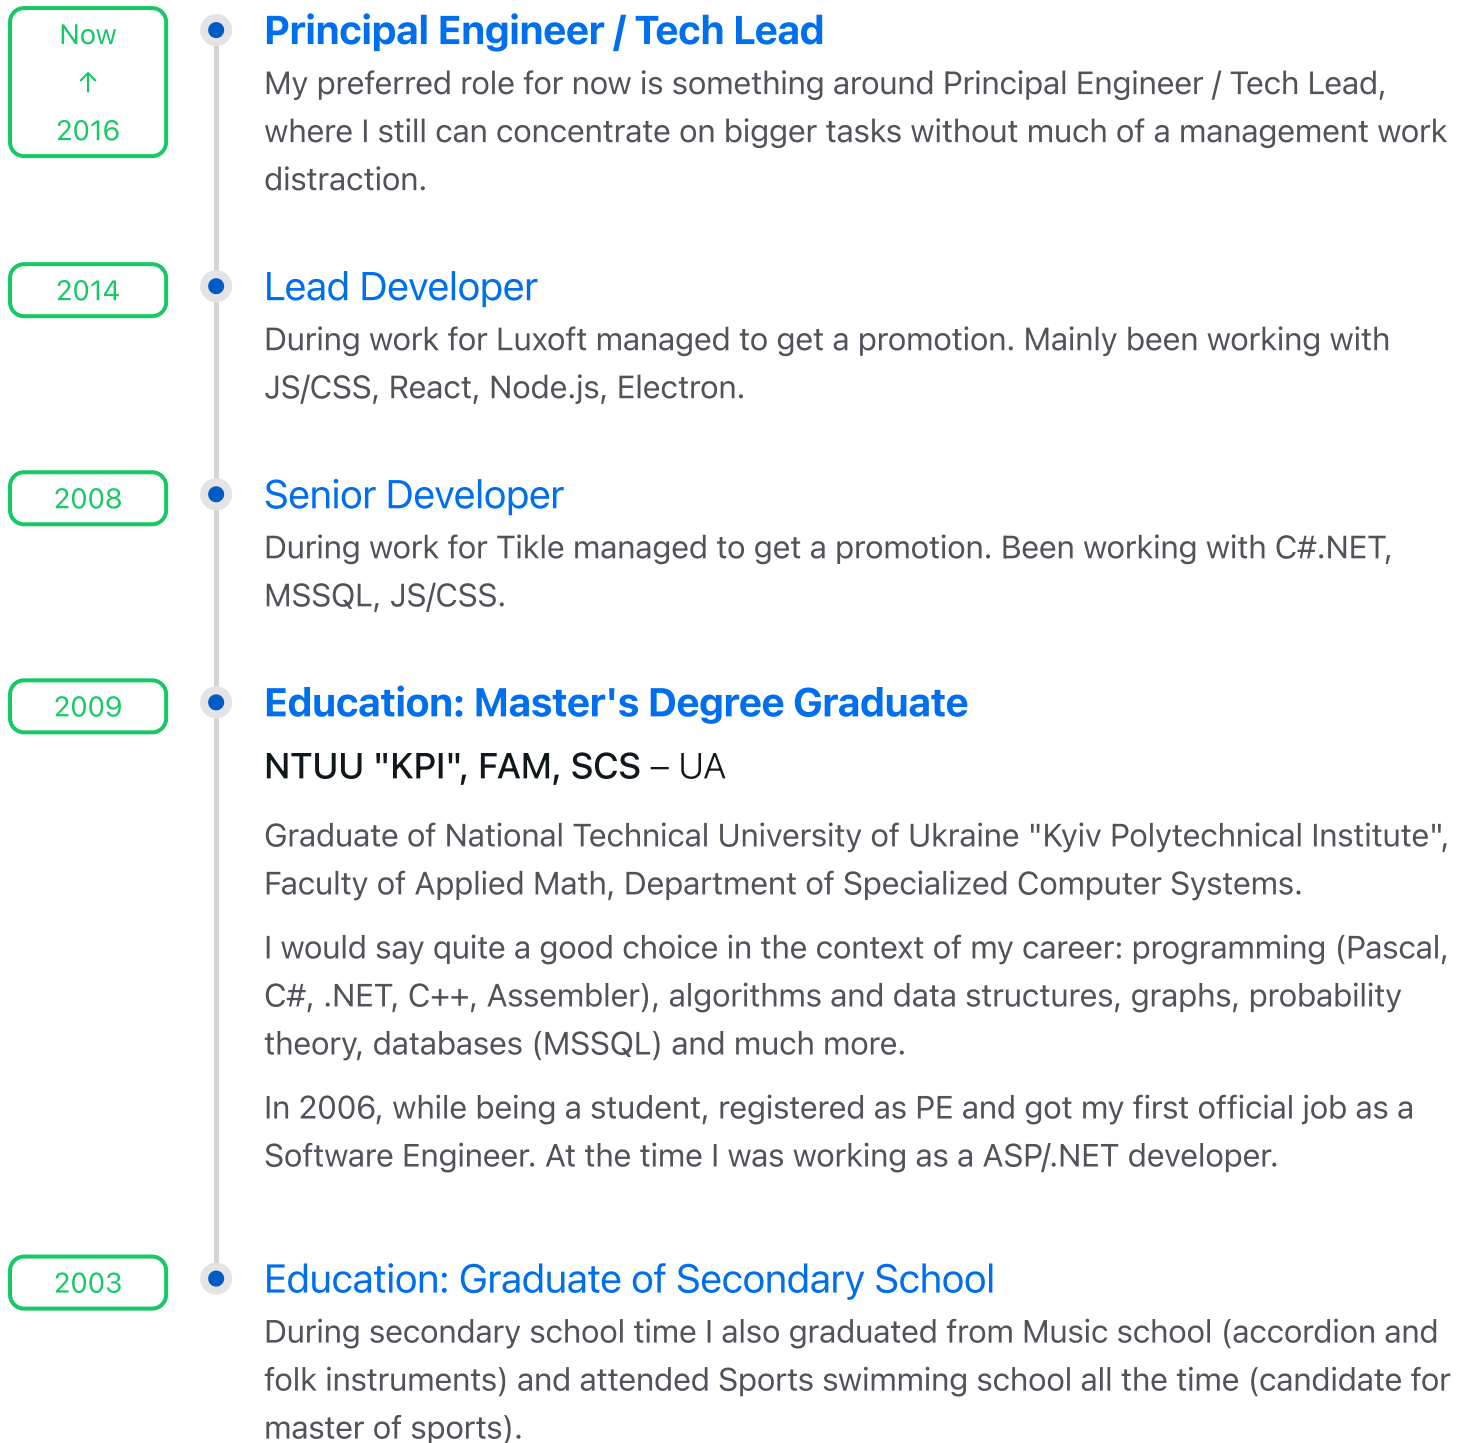 Now
↑
2016
Principal Engineer / Tech Lead
My preferred role for now is something around Principal Engineer / Tech Lead,
where I still can concentrate on bigger tasks without much of a management work
distraction.
2014
Lead Developer
During work for Luxoft managed to get a promotion. Mainly been working with
JS/CSS, React, Node.js, Electron.
2008
Senior Developer
During work for Tikle managed to get a promotion. Been working with C#.NET,
MSSQL, JS/CSS.
2009
Education: Master's Degree Graduate
NTUU "KPI", FAM, SCS – UA
Graduate of National Technical University of Ukraine "Kyiv Polytechnical Institute",
Faculty of Applied Math, Department of Specialized Computer Systems.
I would say quite a good choice in the context of my career: programming (Pascal,
C#, .NET, C++, Assembler), algorithms and data structures, graphs, probability
theory, databases (MSSQL) and much more.
In 2006, while being a student, registered as PE and got my first official job as a
Software Engineer. At the time I was working as a ASP/.NET developer.
2003
Education: Graduate of Secondary School
During secondary school time I also graduated from Music school (accordion and
folk instruments) and attended Sports swimming school all the time (candidate for
master of sports).